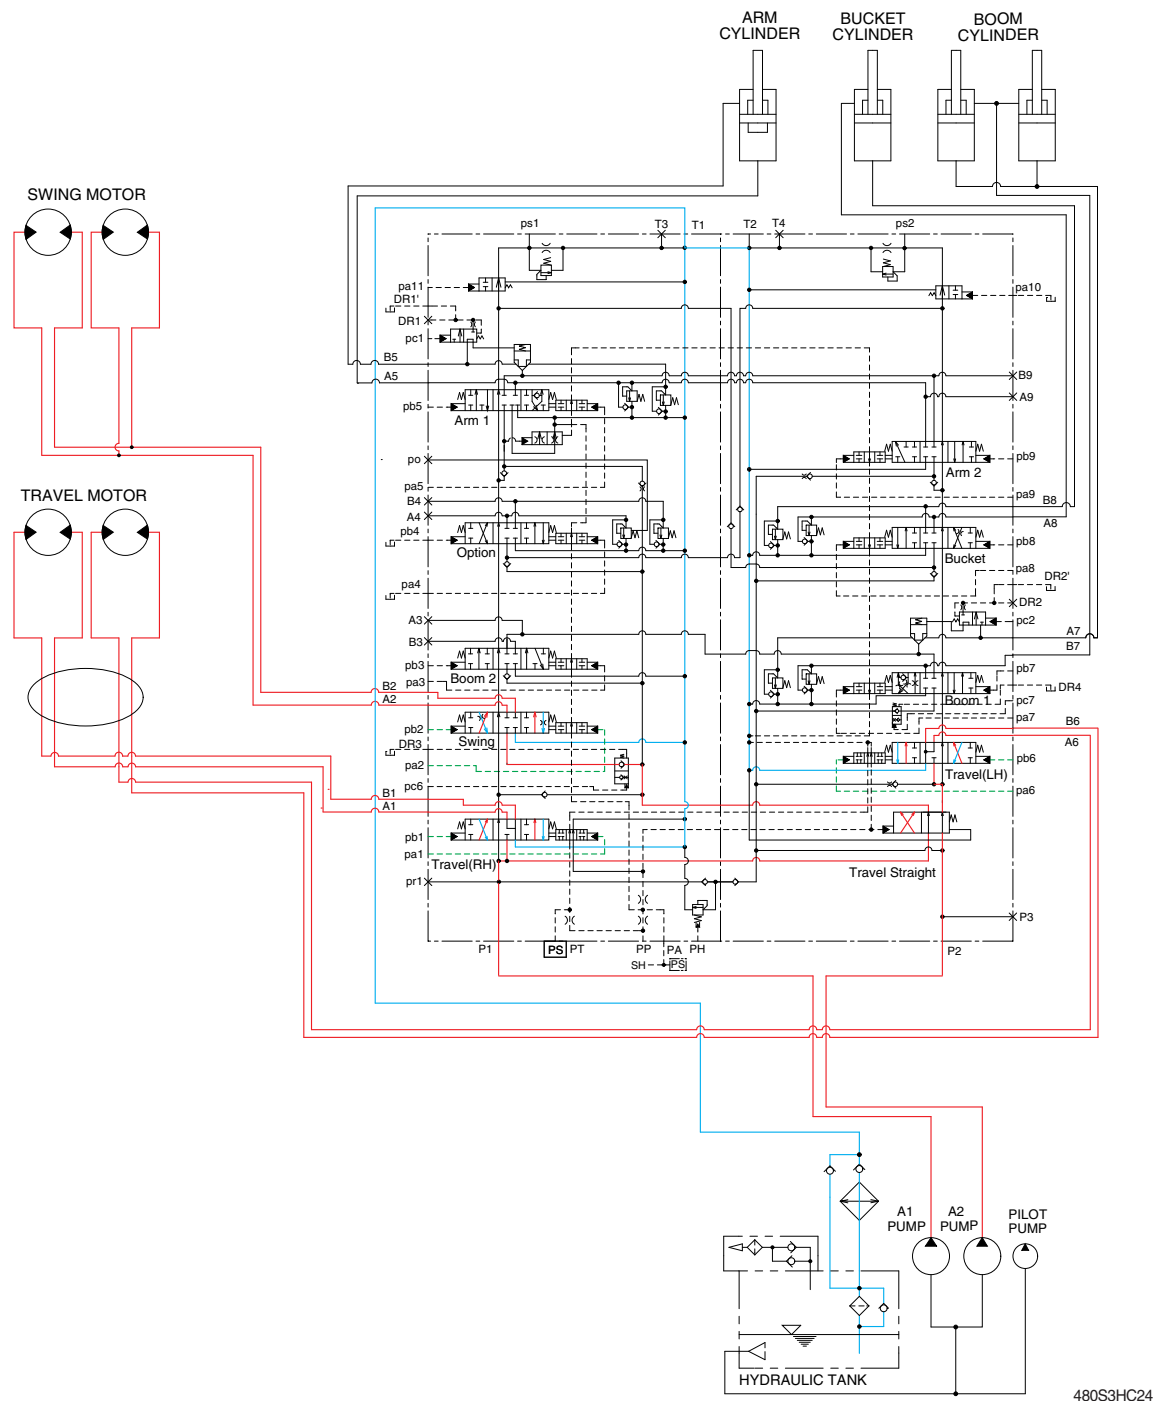 ARM
CYLINDER
BUCKET
CYLINDER
BOOM
CYLINDER
SWING MOTOR
TRAVEL MOTOR
ps1
T3
T1
T2
T4
ps2
pa11
DR1'
DR1
pc1
B5
A5
pb5
Arm 1
po
pa5
B4
A4
pb4
Option
pa4
A3
B3
pb3
Boom 2
pa3
B2
A2
pb2
Swing
DR3
pa2
pc6
B1
A1
pb1
pa1
Travel(RH)
pr1
pa10
B9
A9
pb9
Arm 2
pa9
B8
A8
pb8
Bucket
pa8
DR2'
DR2
pc2
A7
B7
pb7
DR4
Boom 1
pc7
pa7
B6
A6
pb6
Travel(LH)
pa6
Travel Straight
P3
P1
PS
PT
PP
PA
PH
SH
PS
P2
A1
PUMP
A2
PUMP
PILOT
PUMP
HYDRAULIC TANK
480S3HC24